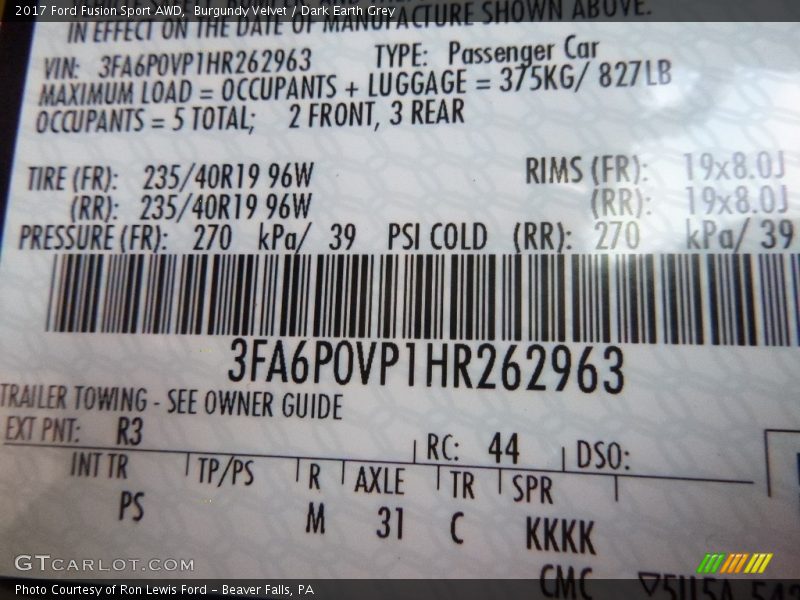 2017 Ford Fusion Sport AWD, Burgundy Velvet / Dark Earth Grey
IN EFFECT ON THE DATE OF MANUFACTURE SHOWN ABOVE.
VIN: 3FA6P0VP1HR262963 TYPE: Passenger Car
MAXIMUM LOAD = OCCUPANTS + LUGGAGE = 375KG/ 827LB
OCCUPANTS = 5 TOTAL; 2 FRONT, 3 REAR
TIRE (FR): 235/40R19 96W RIMS (FR): 19x8.0J
(RR): 235/40R19 96W (RR): 19x8.0J
PRESSURE (FR): 270 kPa/ 39 PSI COLD (RR): 270 kPa/ 39
3FA6P0VP1HR262963
TRAILER TOWING - SEE OWNER GUIDE
EXT PNT: R3 RC: 44 DSO:
INT TR TP/PS R AXLE TR SPR
PS M 31 C KKKK
CMC
GTCARLOT.COM
Photo Courtesy of Ron Lewis Ford - Beaver Falls, PA